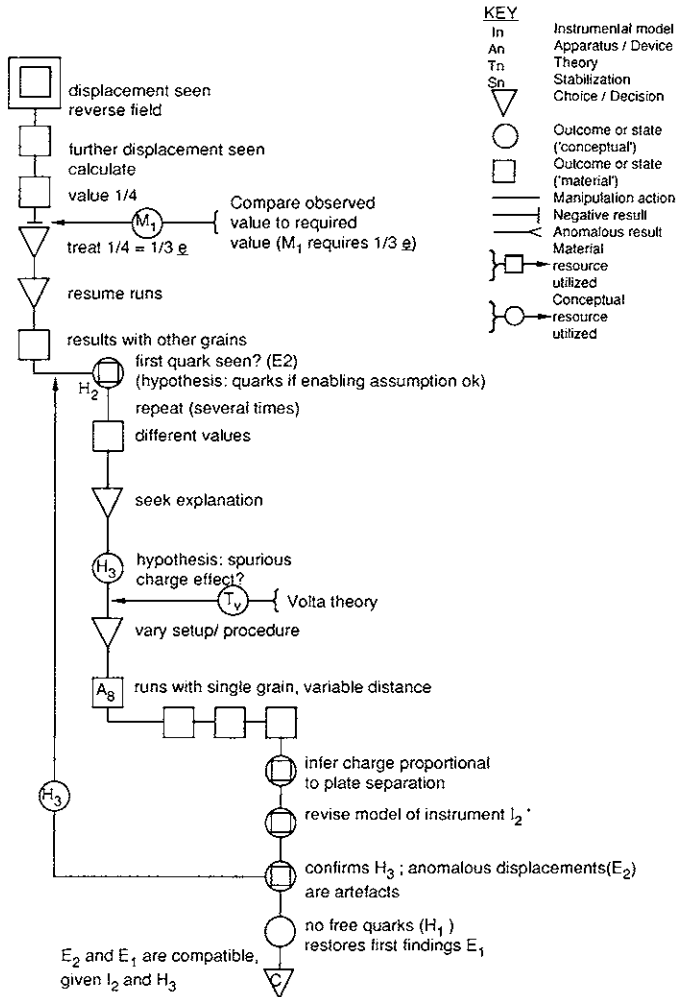 KEY
In Instrumental model
An Apparatus / Device
Tn Theory
Sn Stabilization
Choice / Decision
Outcome or state
('conceptual')
Outcome or state
('material')
Manipulation action
Negative result
Anomalous result
Material
resource
utilized
Conceptual
resource
utilized
displacement seen
reverse field
further displacement seen
calculate
value 1/4
M1
Compare observed
value to required
value (M1 requires 1/3 e)
treat 1/4 = 1/3 e
resume runs
results with other grains
H2
first quark seen? (E2)
(hypothesis: quarks if enabling assumption ok)
repeat (several times)
different values
seek explanation
H3
hypothesis: spurious
charge effect?
Tv
Volta theory
vary setup/ procedure
A8
runs with single grain, variable distance
infer charge proportional
to plate separation
H3
revise model of instrument I2'
confirms H3 ; anomalous displacements(E2)
are artefacts
no free quarks (H1 )
restores first findings E1
E2 and E1 are compatible,
given I2 and H3
C